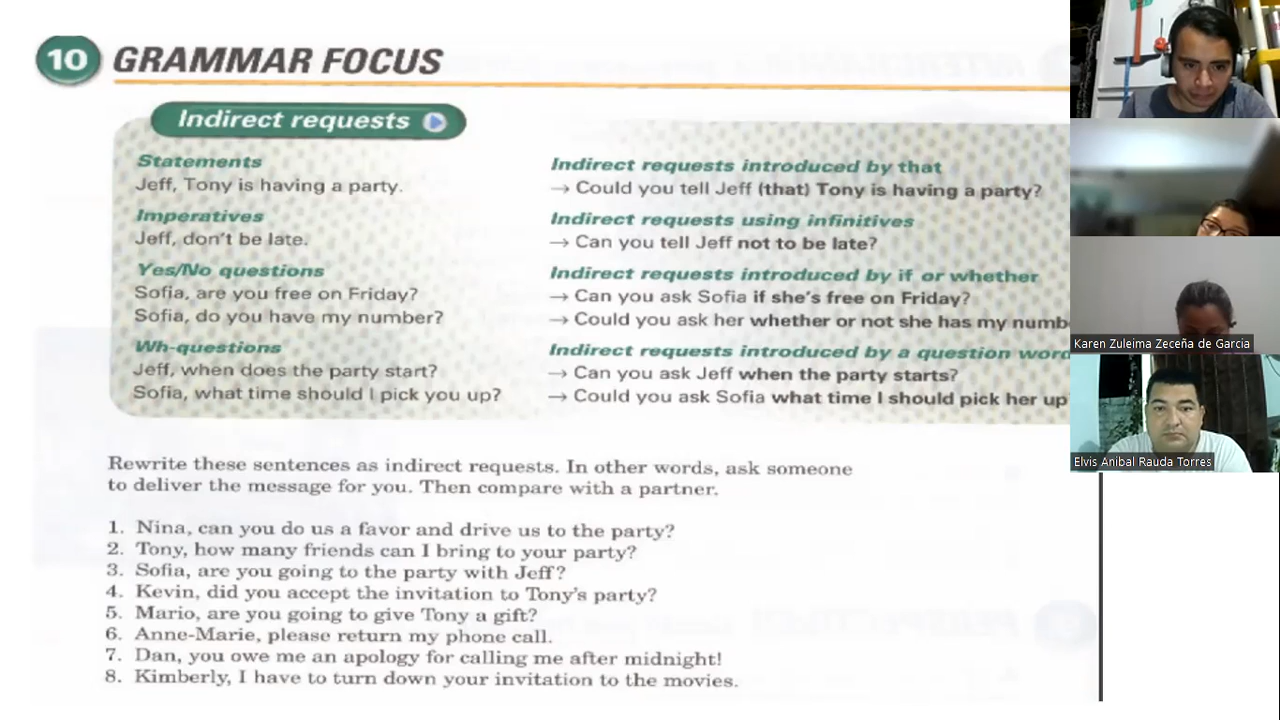 10 GRAMMAR FOCUS
Indirect requests
Statements
Jeff, Tony is having a party.
Imperatives
Jeff, don't be late.
Yes/No questions
Sofia, are you free on Friday?
Sofia, do you have my number?
Wh-questions
Jeff, when does the party start?
Sofia, what time should I pick you up?
Indirect requests introduced by that
→ Could you tell Jeff (that) Tony is having a party?
Indirect requests using infinitives
→ Can you tell Jeff not to be late?
Indirect requests introduced by if or whether
→ Can you ask Sofia if she's free on Friday?
→ Could you ask her whether or not she has my numb
Indirect requests introduced by a question word
→ Can you ask Jeff when the party starts?
→ Could you ask Sofia what time I should pick her up
Rewrite these sentences as indirect requests. In other words, ask someone
to deliver the message for you. Then compare with a partner.
1. Nina, can you do us a favor and drive us to the party?
2. Tony, how many friends can I bring to your party?
3. Sofia, are you going to the party with Jeff?
4. Kevin, did you accept the invitation to Tony's party?
5. Mario, are you going to give Tony a gift?
6. Anne-Marie, please return my phone call.
7. Dan, you owe me an apology for calling me after midnight!
8. Kimberly, I have to turn down your invitation to the movies.
Karen Zuleima Zeceña de Garcia
Elvis Anibal Rauda Torres